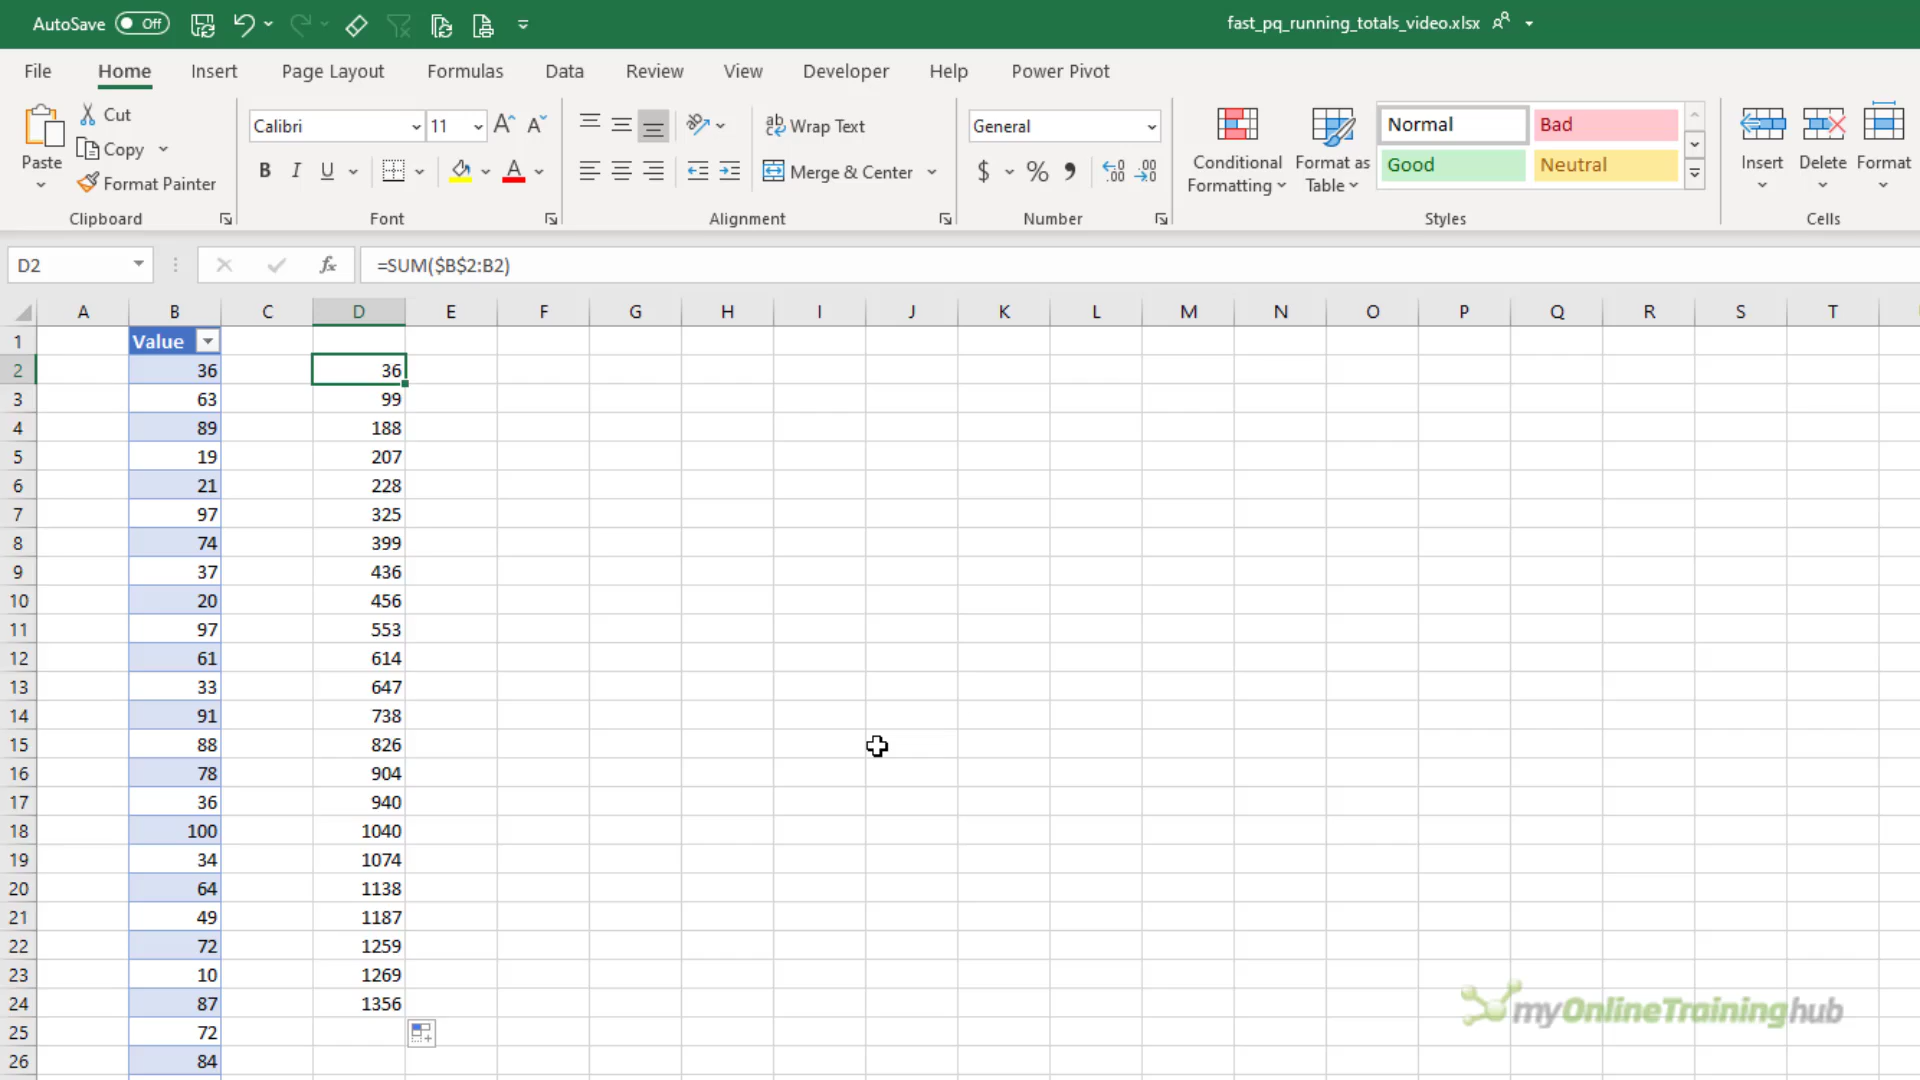 AutoSave Off fast_pq_running_totals_video.xlsx
File Home Insert Page Layout Formulas Data Review View Developer Help Power Pivot
Paste Cut Copy Format Painter Clipboard
Calibri 11 B I U A Font
Wrap Text Merge & Center Alignment
General $ % Number
Conditional Formatting Format as Table Normal Bad Good Neutral Styles
Insert Delete Format Cells
D2 fx =SUM($B$2:B2)
A B C D E F G H I J K L M N O P Q R S T
1 Value
2 36 36
3 63 99
4 89 188
5 19 207
6 21 228
7 97 325
8 74 399
9 37 436
10 20 456
11 97 553
12 61 614
13 33 647
14 91 738
15 88 826
16 78 904
17 36 940
18 100 1040
19 34 1074
20 64 1138
21 49 1187
22 72 1259
23 10 1269
24 87 1356
25 72
26 84
myOnlineTraininghub